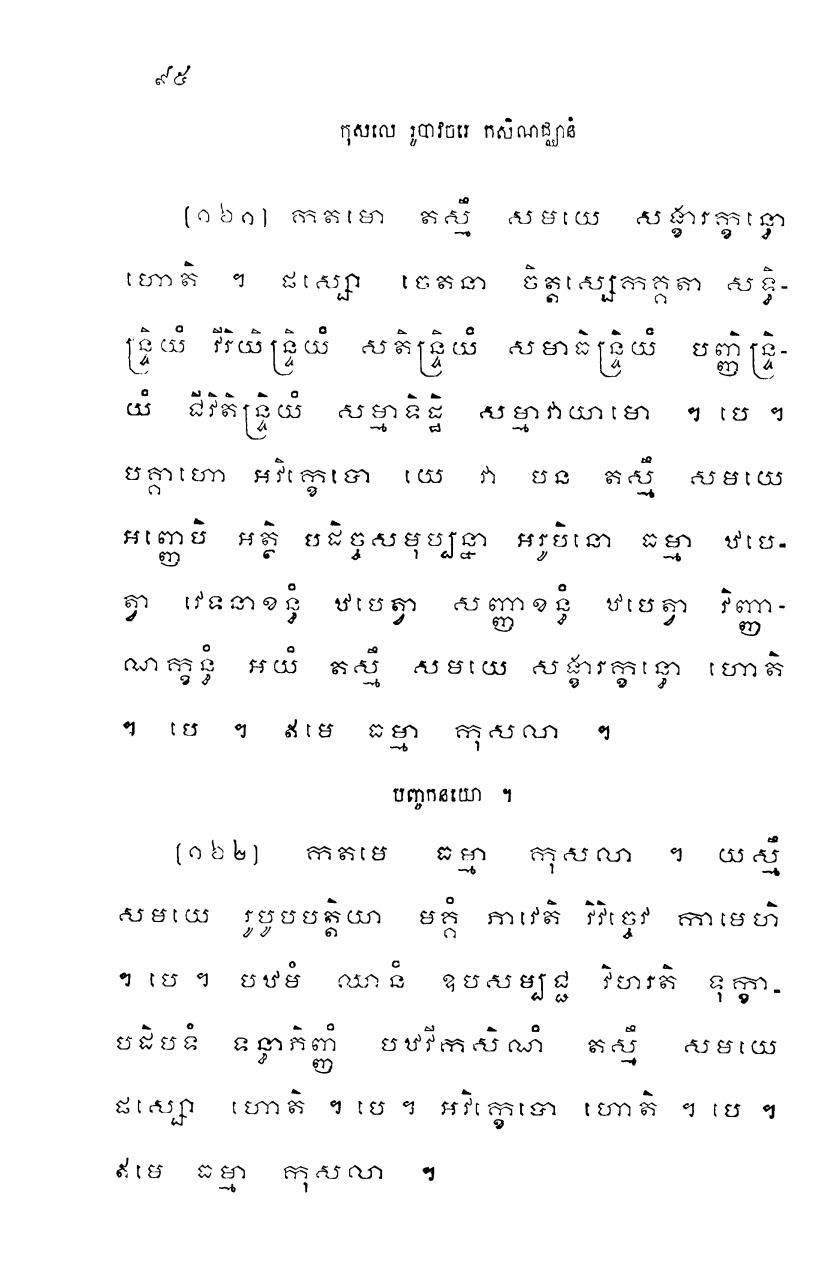 ៩៥
កុសលេ រូបាវចរេ កសិណជ្ឈានំ
(១៦១) កតមោ តស្មឹ សមយេ សង្ខារក្ខន្ធោ
ហោតិ ។ ផស្សោ ចេតនា ចិត្តស្សេកគ្គតា សទ្ធិ-
ន្ទ្រិយំ វីរិយិន្ទ្រិយំ សតិន្ទ្រិយំ សមាធិន្ទ្រិយំ បញ្ញិន្ទ្រិ-
យំ ជីវិតិន្ទ្រិយំ សម្មាទិដ្ឋិ សម្មាវាយាមោ ។ បេ ។
បគ្គាហោ អវិក្ខេបោ យេ វា បន តស្មឹ សមយេ
អញ្ញេបិ អត្ថិ បដិច្ចសមុប្បន្នា អរូបិនោ ធម្មា ឋបេ-
ត្វា វេទនាខន្ធំ ឋបេត្វា សញ្ញាខន្ធំ ឋបេត្វា វិញ្ញា-
ណក្ខន្ធំ អយំ តស្មឹ សមយេ សង្ខារក្ខន្ធោ ហោតិ
។ បេ ។ ឥមេ ធម្មា កុសលា ។
បញ្ចកនយោ ។
(១៦២) កតមេ ធម្មា កុសលា ។ យស្មឹ
សមយេ រូបូបបត្តិយា មគ្គំ ភាវេតិ វិវិច្ចេវ កាមេហិ
។ បេ ។ បឋមំ ឈានំ ឧបសម្បជ្ជ វិហរតិ ទុក្ខា-
បដិបទំ ទន្ធាភិញ្ញំ បឋវីកសិណំ តស្មឹ សមយេ
ផស្សោ ហោតិ ។ បេ ។ អវិក្ខេបោ ហោតិ ។ បេ ។
ឥមេ ធម្មា កុសលា ។